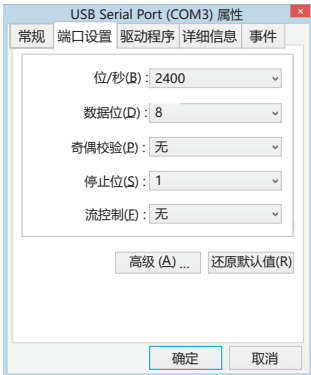 USB Serial Port (COM3) 属性
常规 端口设置 驱动程序 详细信息 事件
位/秒(B): 2400
数据位(D): 8
奇偶校验(P): 无
停止位(S): 1
流控制(F): 无
高级 (A) ... 还原默认值(R)
确定 取消